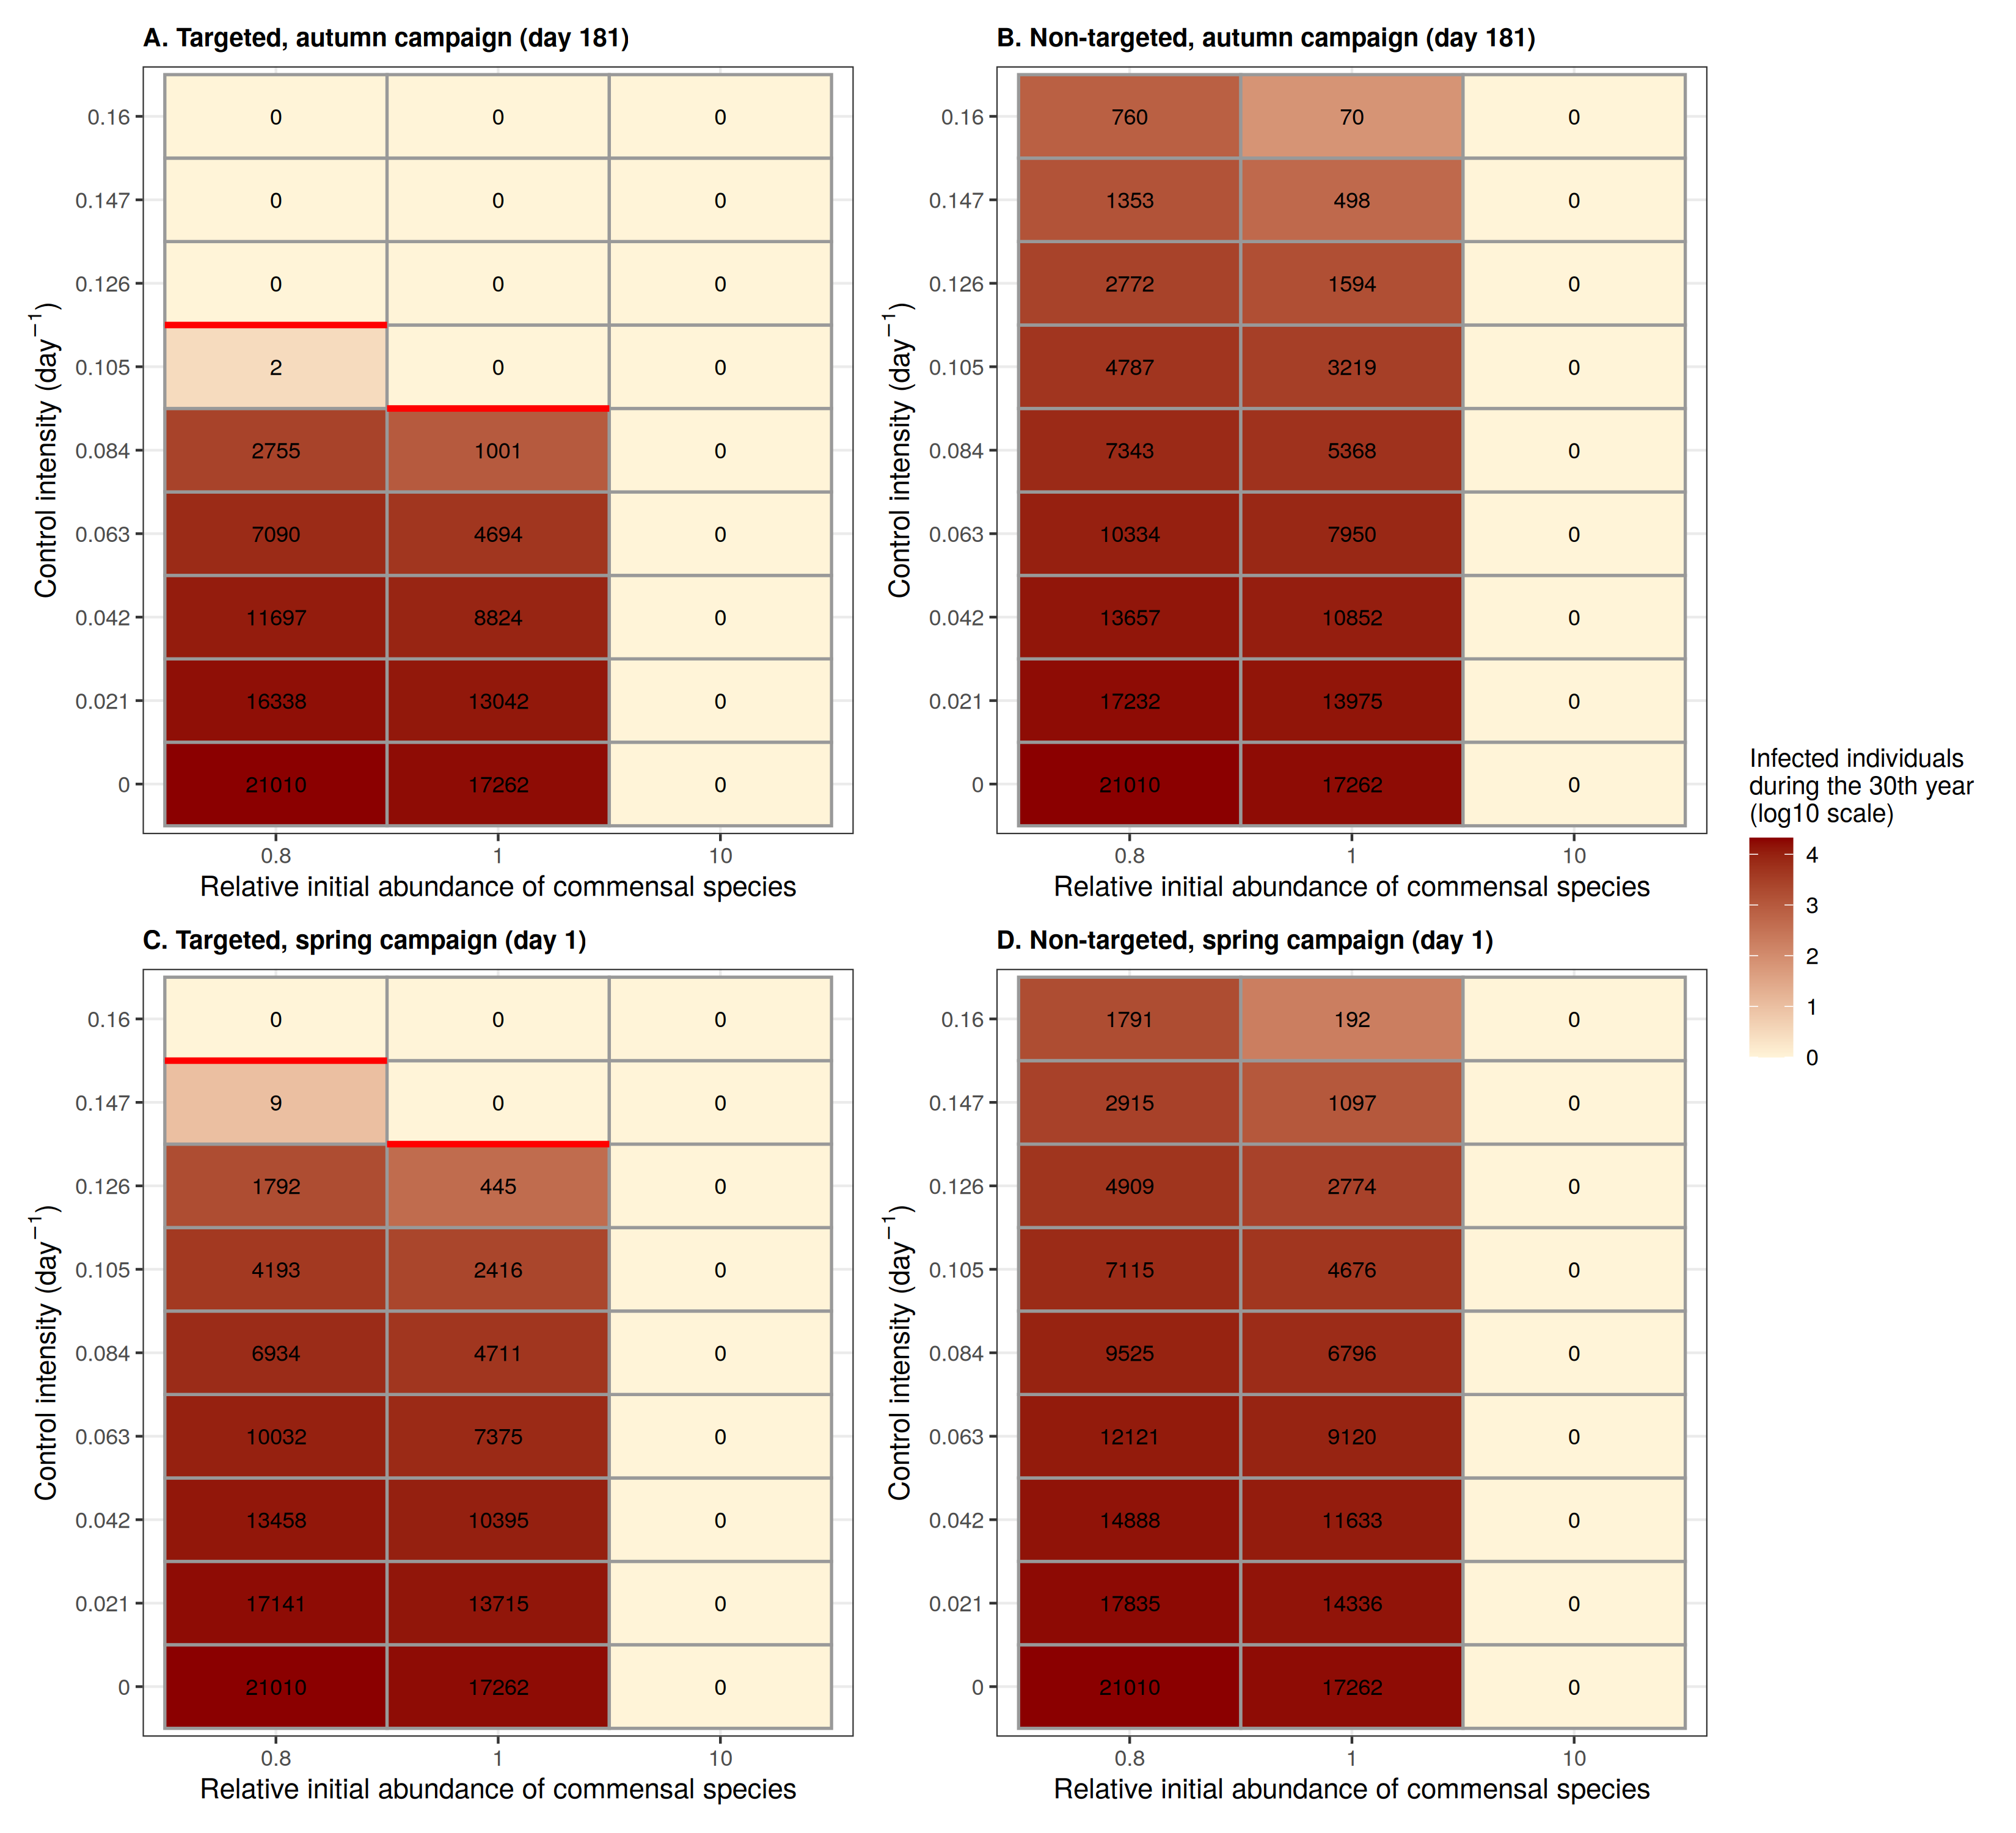 A. Targeted, autumn campaign (day 181)
Control intensity (day−1)
0.16 0 0 0
0.147 0 0 0
0.126 0 0 0
0.105 2 0 0
0.084 2755 1001 0
0.063 7090 4694 0
0.042 11697 8824 0
0.021 16338 13042 0
0 21010 17262 0
0.8 1 10
Relative initial abundance of commensal species
B. Non-targeted, autumn campaign (day 181)
Control intensity (day−1)
0.16 760 70 0
0.147 1353 498 0
0.126 2772 1594 0
0.105 4787 3219 0
0.084 7343 5368 0
0.063 10334 7950 0
0.042 13657 10852 0
0.021 17232 13975 0
0 21010 17262 0
0.8 1 10
Relative initial abundance of commensal species
C. Targeted, spring campaign (day 1)
Control intensity (day−1)
0.16 0 0 0
0.147 9 0 0
0.126 1792 445 0
0.105 4193 2416 0
0.084 6934 4711 0
0.063 10032 7375 0
0.042 13458 10395 0
0.021 17141 13715 0
0 21010 17262 0
0.8 1 10
Relative initial abundance of commensal species
D. Non-targeted, spring campaign (day 1)
Control intensity (day−1)
0.16 1791 192 0
0.147 2915 1097 0
0.126 4909 2774 0
0.105 7115 4676 0
0.084 9525 6796 0
0.063 12121 9120 0
0.042 14888 11633 0
0.021 17835 14336 0
0 21010 17262 0
0.8 1 10
Relative initial abundance of commensal species
Infected individuals
during the 30th year
(log10 scale)
4
3
2
1
0